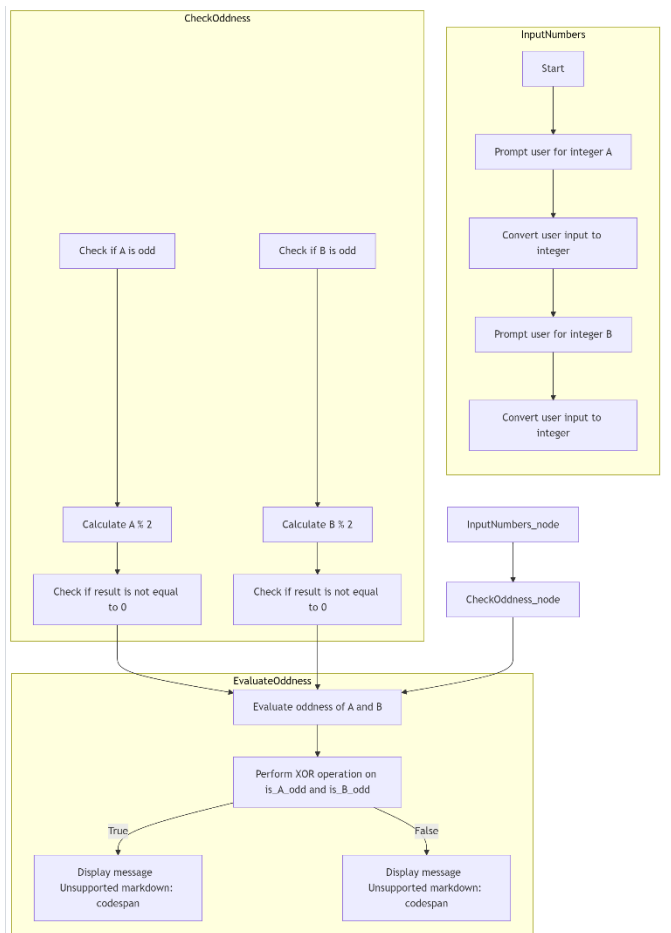 CheckOddness
Check if A is odd
Check if B is odd
Calculate A % 2
Calculate B % 2
Check if result is not equal
to 0
Check if result is not equal
to 0
InputNumbers
Start
Prompt user for integer A
Convert user input to
integer
Prompt user for integer B
Convert user input to
integer
InputNumbers_node
CheckOddness_node
EvaluateOddness
Evaluate oddness of A and B
Perform XOR operation on
is_A_odd and is_B_odd
True
False
Display message
Unsupported markdown:
codespan
Display message
Unsupported markdown:
codespan